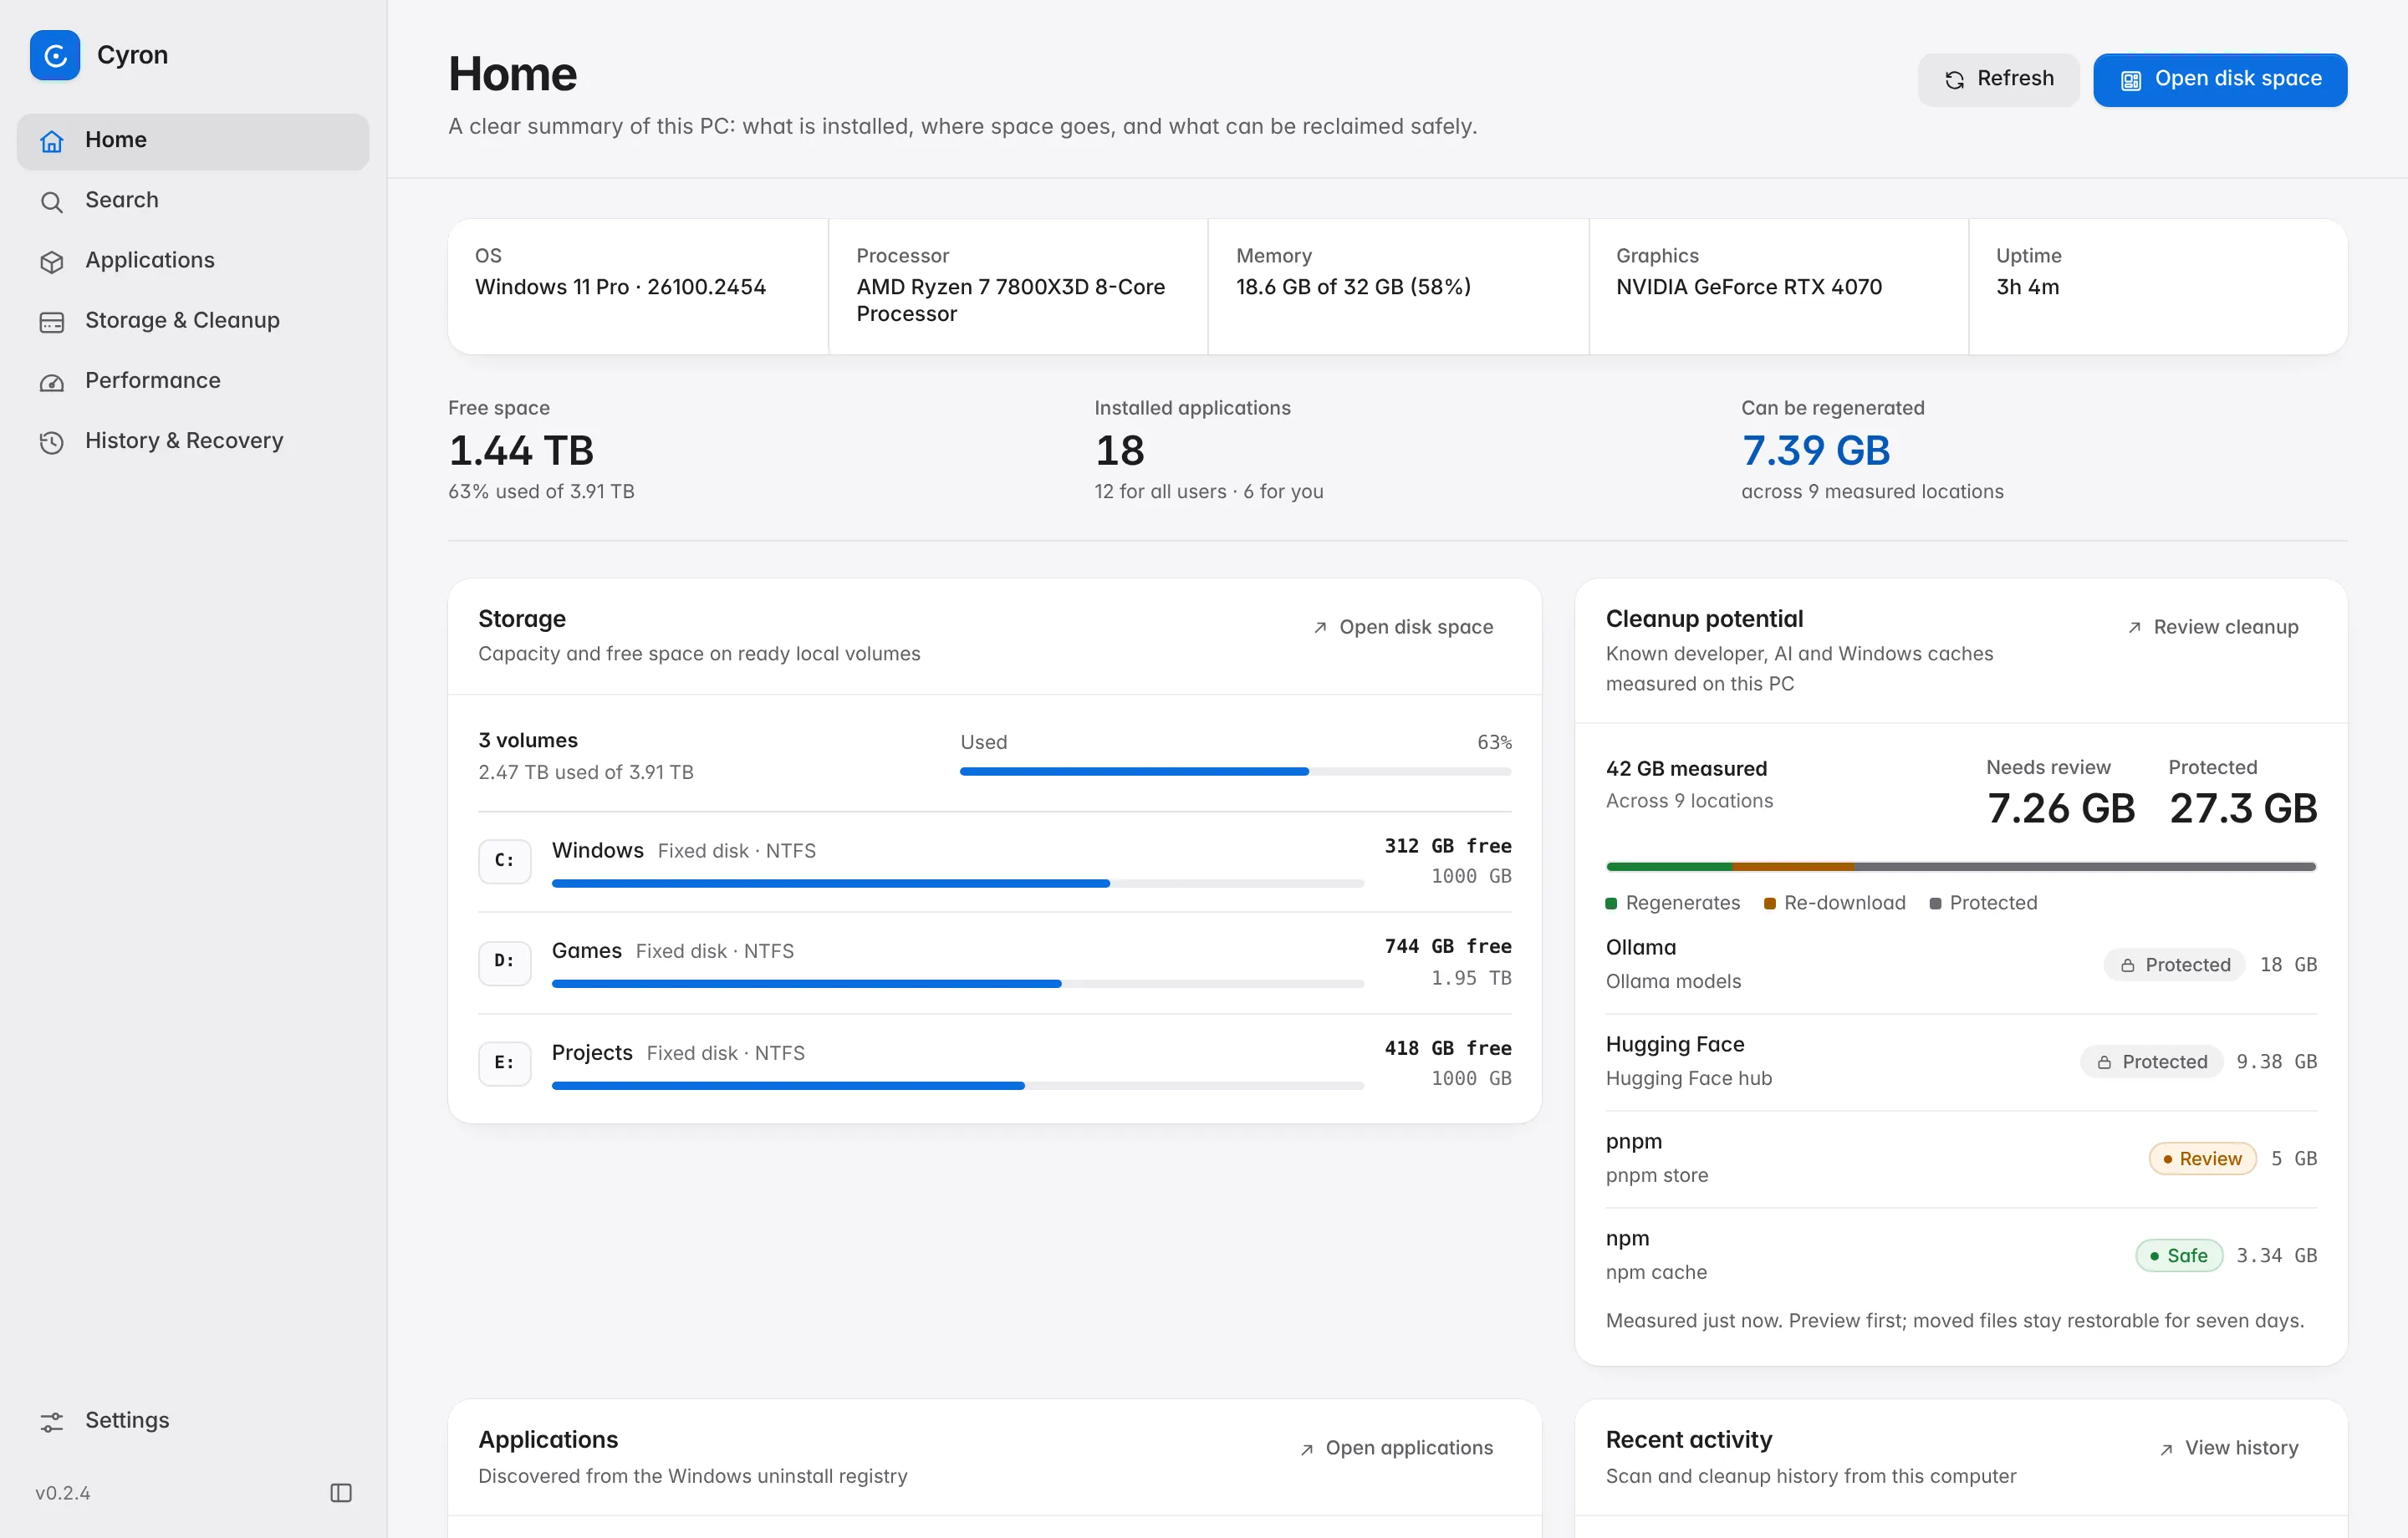 Cyron
Home
Search
Applications
Storage & Cleanup
Performance
History & Recovery
Settings
v0.2.4
Home
A clear summary of this PC: what is installed, where space goes, and what can be reclaimed safely.
Refresh
Open disk space
OS
Windows 11 Pro · 26100.2454
Processor
AMD Ryzen 7 7800X3D 8-Core
Processor
Memory
18.6 GB of 32 GB (58%)
Graphics
NVIDIA GeForce RTX 4070
Uptime
3h 4m
Free space
1.44 TB
63% used of 3.91 TB
Installed applications
18
12 for all users · 6 for you
Can be regenerated
7.39 GB
across 9 measured locations
Storage
Capacity and free space on ready local volumes
Open disk space
3 volumes
2.47 TB used of 3.91 TB
Used 63%
C: Windows Fixed disk · NTFS 312 GB free
1000 GB
D: Games Fixed disk · NTFS 744 GB free
1.95 TB
E: Projects Fixed disk · NTFS 418 GB free
1000 GB
Cleanup potential
Known developer, AI and Windows caches
measured on this PC
Review cleanup
42 GB measured
Across 9 locations
Needs review
7.26 GB
Protected
27.3 GB
Regenerates Re-download Protected
Ollama
Ollama models
Protected 18 GB
Hugging Face
Hugging Face hub
Protected 9.38 GB
pnpm
pnpm store
Review 5 GB
npm
npm cache
Safe 3.34 GB
Measured just now. Preview first; moved files stay restorable for seven days.
Applications
Discovered from the Windows uninstall registry
Open applications
Recent activity
Scan and cleanup history from this computer
View history